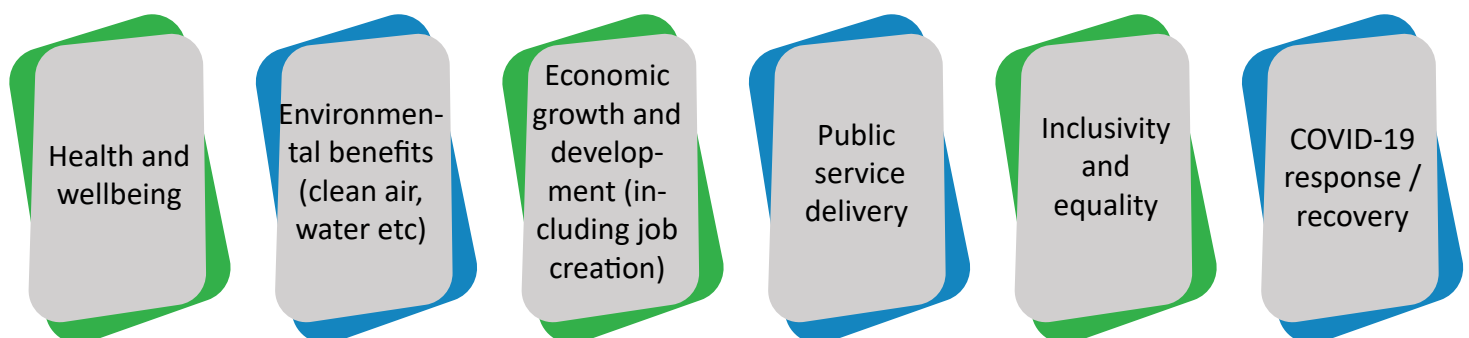 Health and
wellbeing
Environmen-
tal benefits
(clean air,
water etc)
Economic
growth and
develop-
ment (in-
cluding job
creation)
Public
service
delivery
Inclusivity
and
equality
COVID-19
response /
recovery